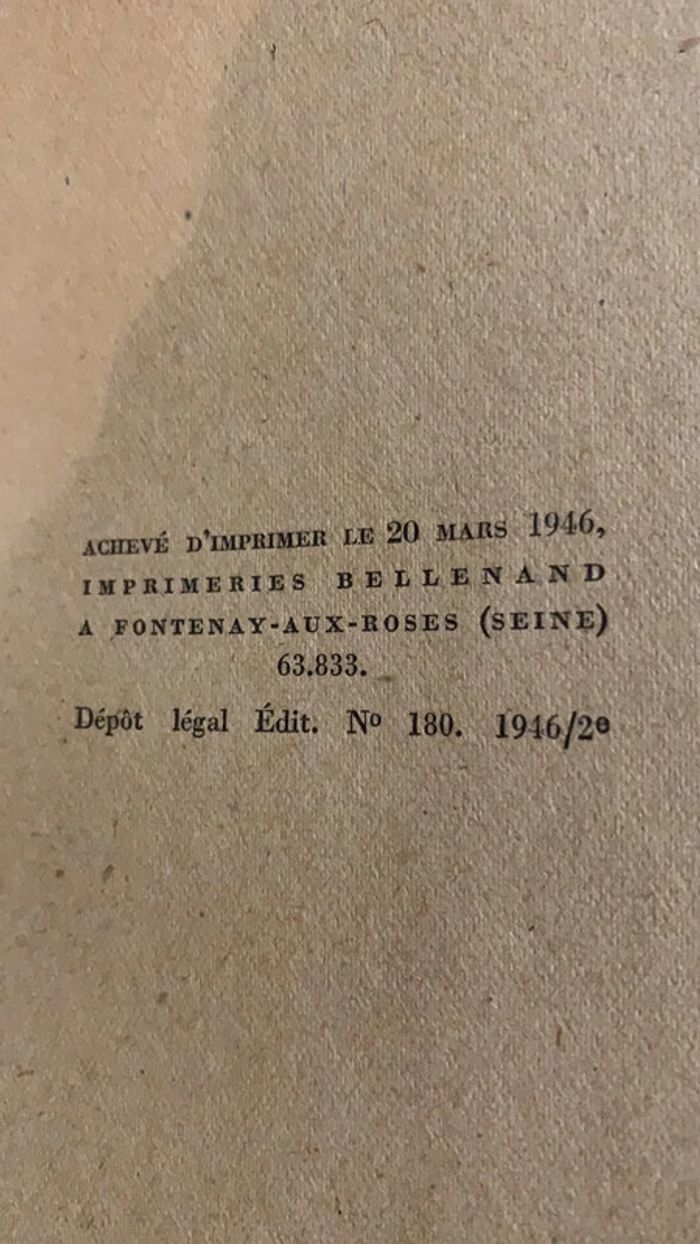 ACHEVÉ D'IMPRIMER LE 20 MARS 1946,
IMPRIMERIES BELLENAND
A FONTENAY-AUX-ROSES (SEINE)
63.833.
Dépôt légal Édit. Nº 180. 1946/2e